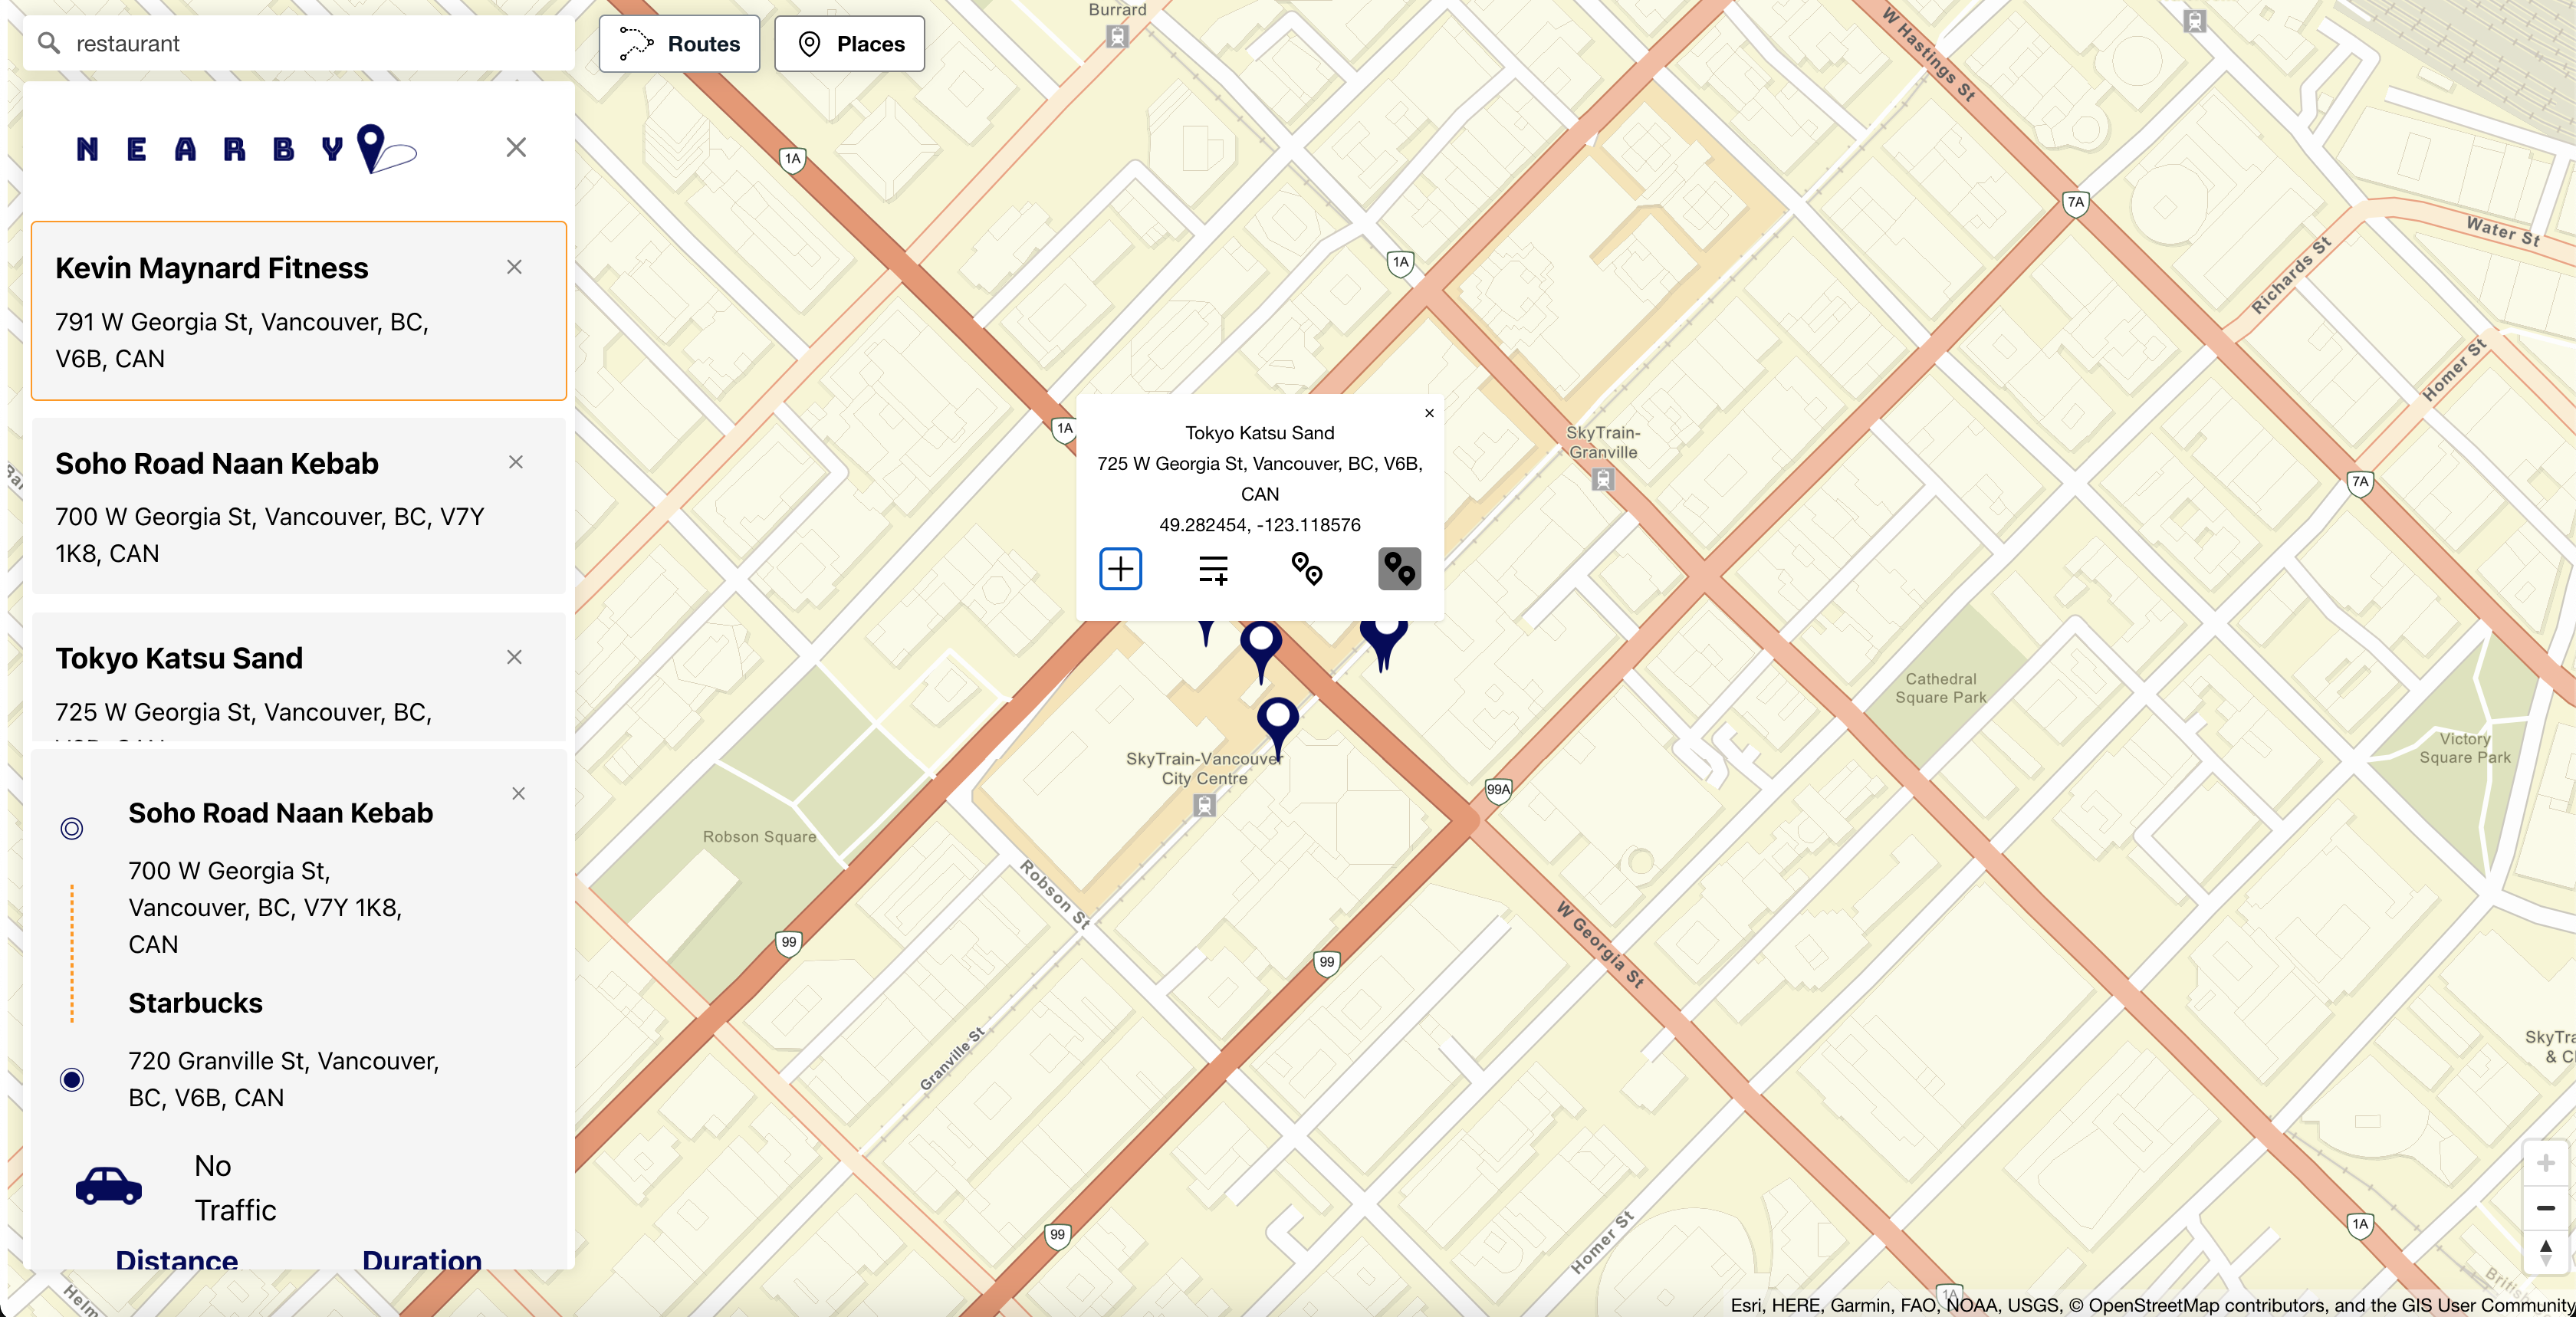 restaurant
Routes
Places
NEARBY
Kevin Maynard Fitness
791 W Georgia St, Vancouver, BC,
V6B, CAN
Soho Road Naan Kebab
700 W Georgia St, Vancouver, BC, V7Y
1K8, CAN
Tokyo Katsu Sand
725 W Georgia St, Vancouver, BC,
Soho Road Naan Kebab
700 W Georgia St,
Vancouver, BC, V7Y 1K8,
CAN
Starbucks
720 Granville St, Vancouver,
BC, V6B, CAN
No
Traffic
Distance
Duration
Tokyo Katsu Sand
725 W Georgia St, Vancouver, BC, V6B,
CAN
49.282454, -123.118576
Burrard
W Hastings St
1A
1A
7A
Water St
Richards St
Homer St
1A
SkyTrain-
Granville
7A
Cathedral
Square Park
Victory
Square Park
SkyTrain-Vancouver
City Centre
99A
Robson Square
Robson St
99
99
W Georgia St
Granville St
99
Homer St
1A
1A
Esri, HERE, Garmin, FAO, NOAA, USGS, © OpenStreetMap contributors, and the GIS User Community